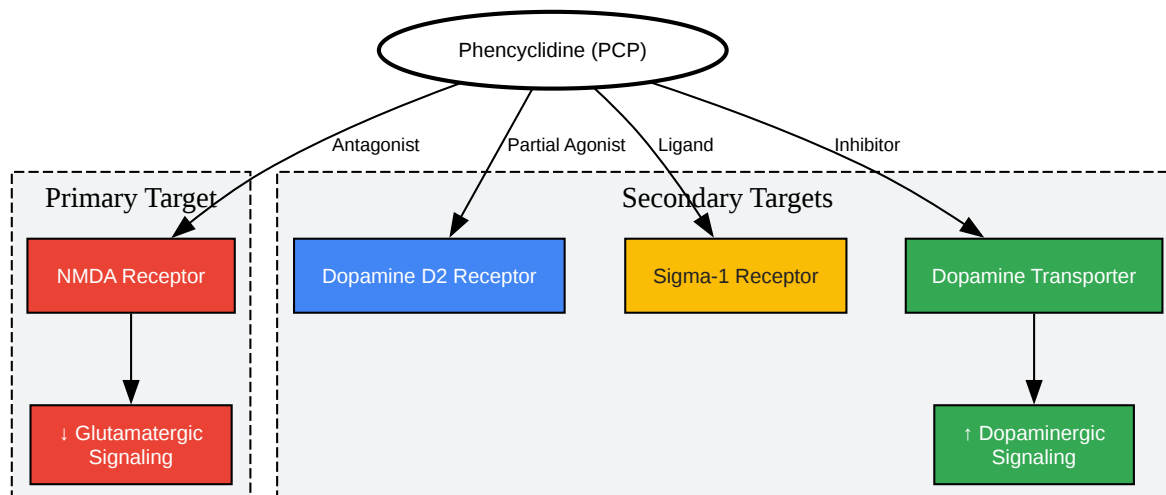 Phencyclidine (PCP)
Antagonist
Partial Agonist
Ligand
Inhibitor
Primary Target
Secondary Targets
NMDA Receptor
Dopamine D2 Receptor
Sigma-1 Receptor
Dopamine Transporter
↓ Glutamatergic
Signaling
↑ Dopaminergic
Signaling